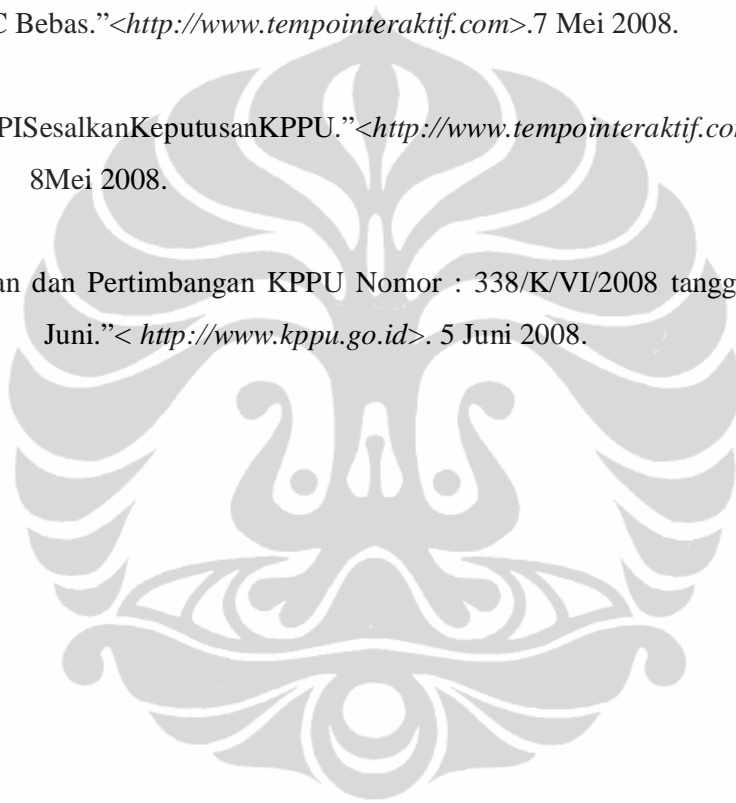 C Bebas.”<http://www.tempointeraktif.com>.7 Mei 2008.
PISesalkanKeputusanKPPU.”<http://www.tempointeraktif.co
8Mei 2008.
an dan Pertimbangan KPPU Nomor : 338/K/VI/2008 tangg
Juni.”< http://www.kppu.go.id>. 5 Juni 2008.